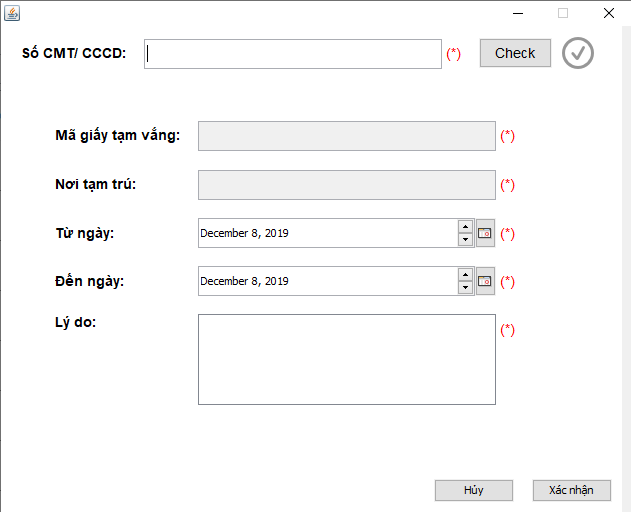 Số CMT/ CCCD: (*) Check
Mã giấy tạm vắng: (*)
Nơi tạm trú: (*)
Từ ngày: December 8, 2019 (*)
Đến ngày: December 8, 2019 (*)
Lý do: (*)
Hủy Xác nhận